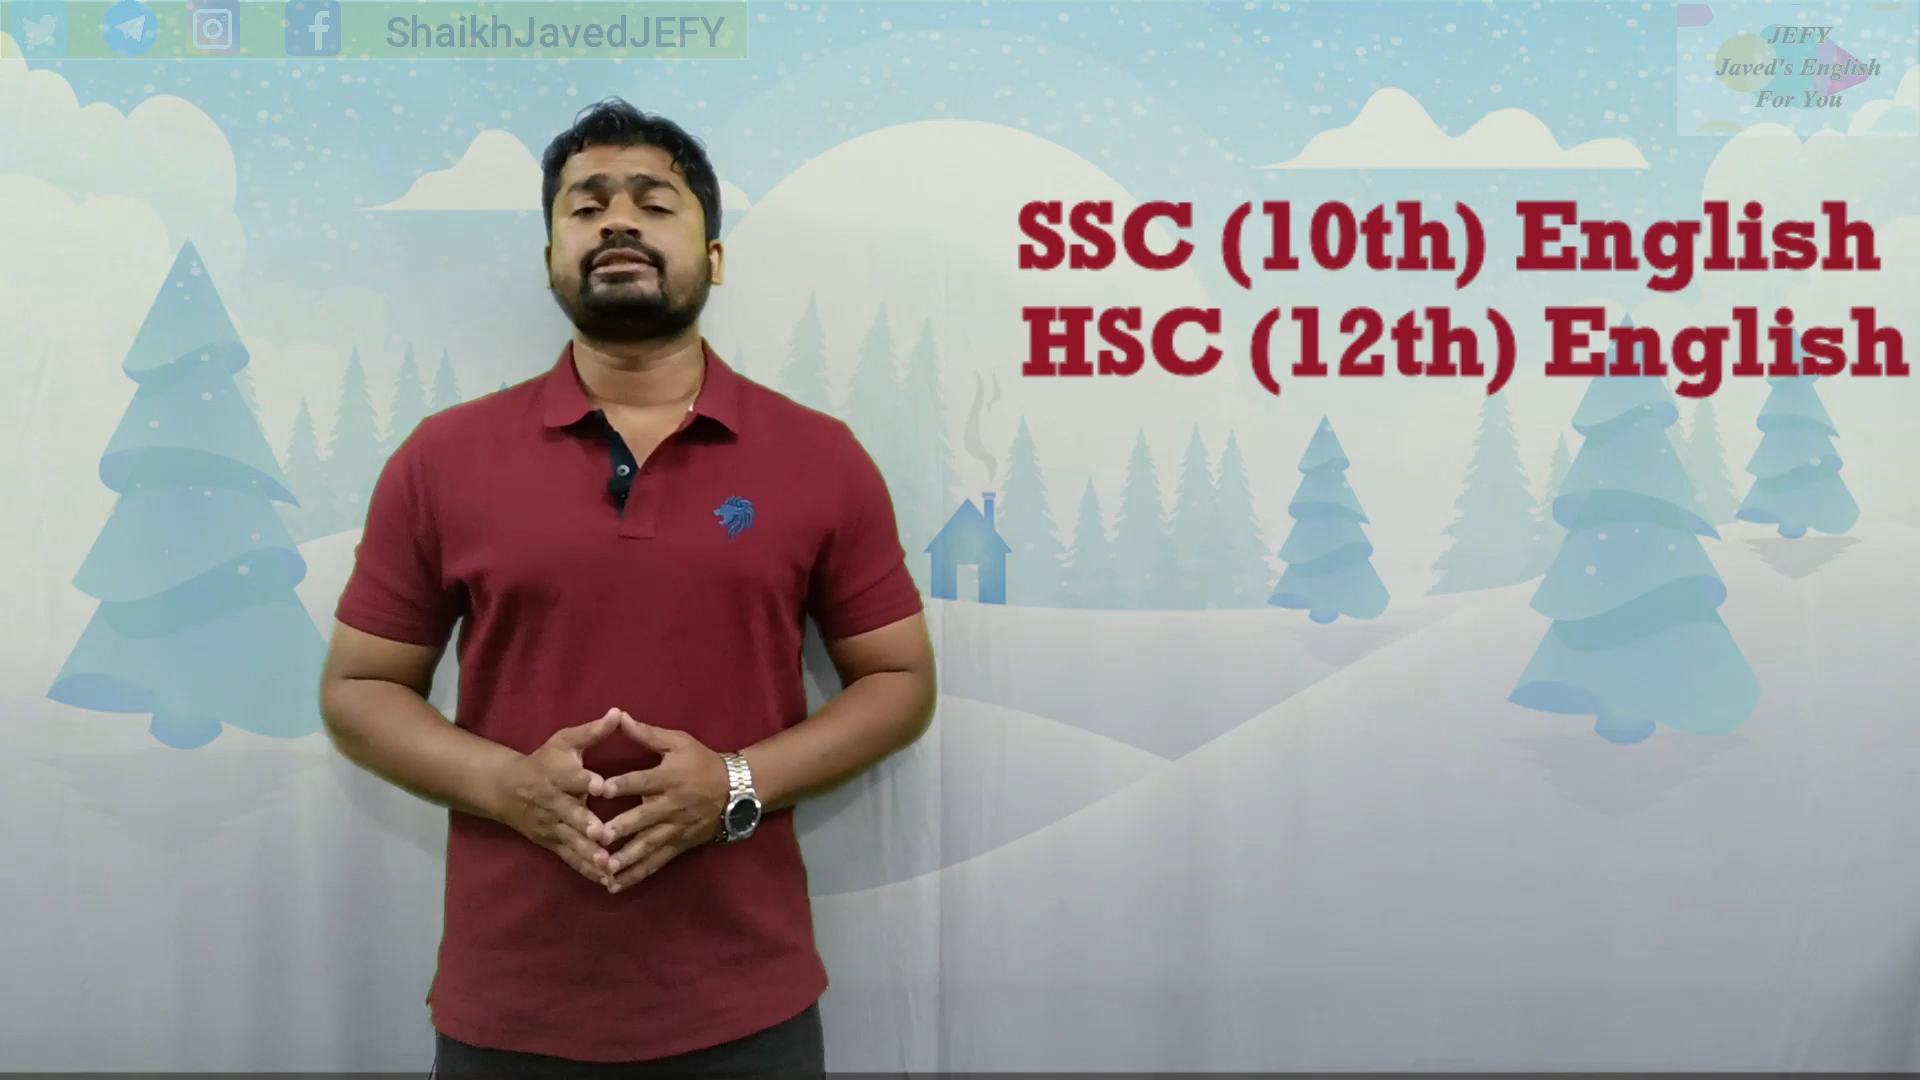 ShaikhJavedJEFY
JEFY
Javed's English
For You
SSC (10th) English
HSC (12th) English